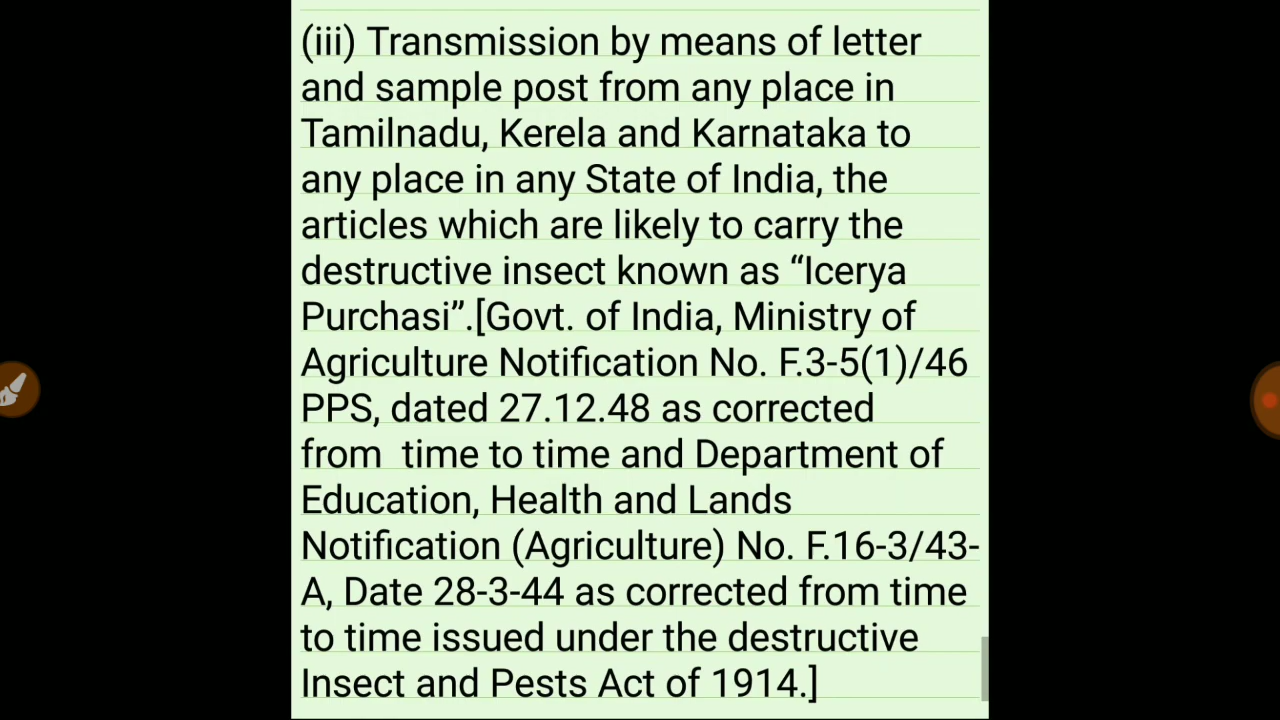 (iii) Transmission by means of letter
and sample post from any place in
Tamilnadu, Kerela and Karnataka to
any place in any State of India, the
articles which are likely to carry the
destructive insect known as “Icerya
Purchasi”.[Govt. of India, Ministry of
Agriculture Notification No. F.3-5(1)/46
PPS, dated 27.12.48 as corrected
from  time to time and Department of
Education, Health and Lands
Notification (Agriculture) No. F.16-3/43-
A, Date 28-3-44 as corrected from time
to time issued under the destructive
Insect and Pests Act of 1914.]